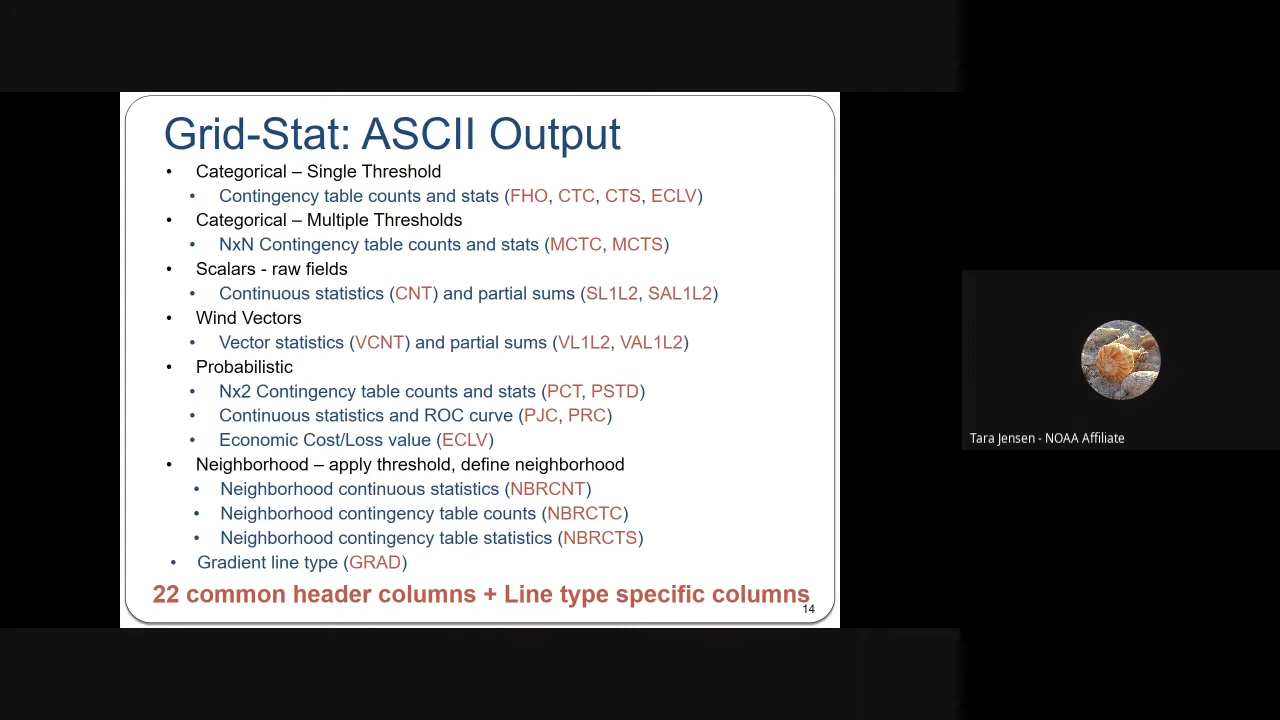 Grid-Stat: ASCII Output
• Categorical – Single Threshold
• Contingency table counts and stats (FHO, CTC, CTS, ECLV)
• Categorical – Multiple Thresholds
• NxN Contingency table counts and stats (MCTC, MCTS)
• Scalars - raw fields
• Continuous statistics (CNT) and partial sums (SL1L2, SAL1L2)
• Wind Vectors
• Vector statistics (VCNT) and partial sums (VL1L2, VAL1L2)
• Probabilistic
• Nx2 Contingency table counts and stats (PCT, PSTD)
• Continuous statistics and ROC curve (PJC, PRC)
• Economic Cost/Loss value (ECLV)
• Neighborhood – apply threshold, define neighborhood
• Neighborhood continuous statistics (NBRCNT)
• Neighborhood contingency table counts (NBRCTC)
• Neighborhood contingency table statistics (NBRCTS)
• Gradient line type (GRAD)
22 common header columns + Line type specific columns
14
Tara Jensen - NOAA Affiliate